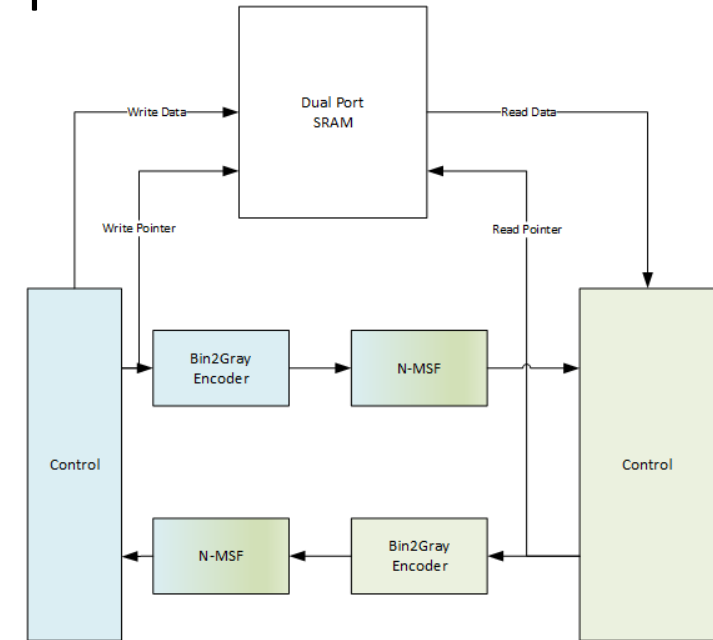 Dual Port
SRAM
Write Data
Read Data
Write Pointer
Read Pointer
Bin2Gray
Encoder
N-MSF
Control
Control
N-MSF
Bin2Gray
Encoder